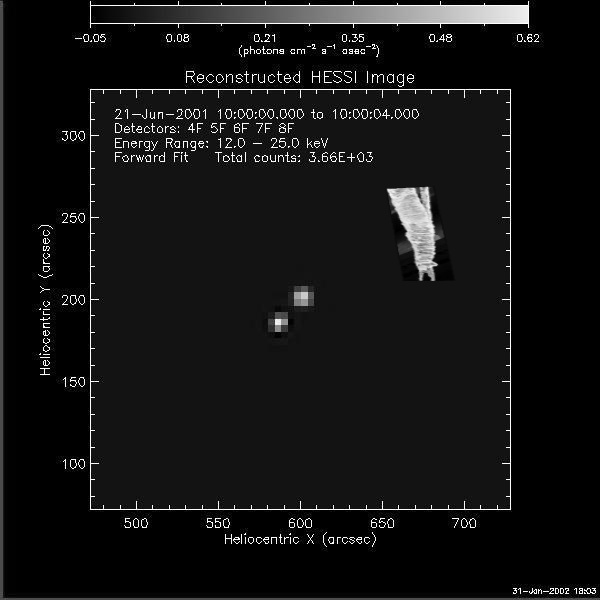 -0.05 0.08 0.21 0.35 0.48 0.62
(photons cm⁻² s⁻¹ asec⁻²)
Reconstructed HESSI Image
21-Jun-2001 10:00:00.000 to 10:00:04.000
Detectors: 4F 5F 6F 7F 8F
Energy Range: 12.0 - 25.0 keV
Forward Fit Total counts: 3.66E+03
300
250
200
150
100
Heliocentric Y (arcsec)
500 550 600 650 700
Heliocentric X (arcsec)
31-Jan-2002 18:03